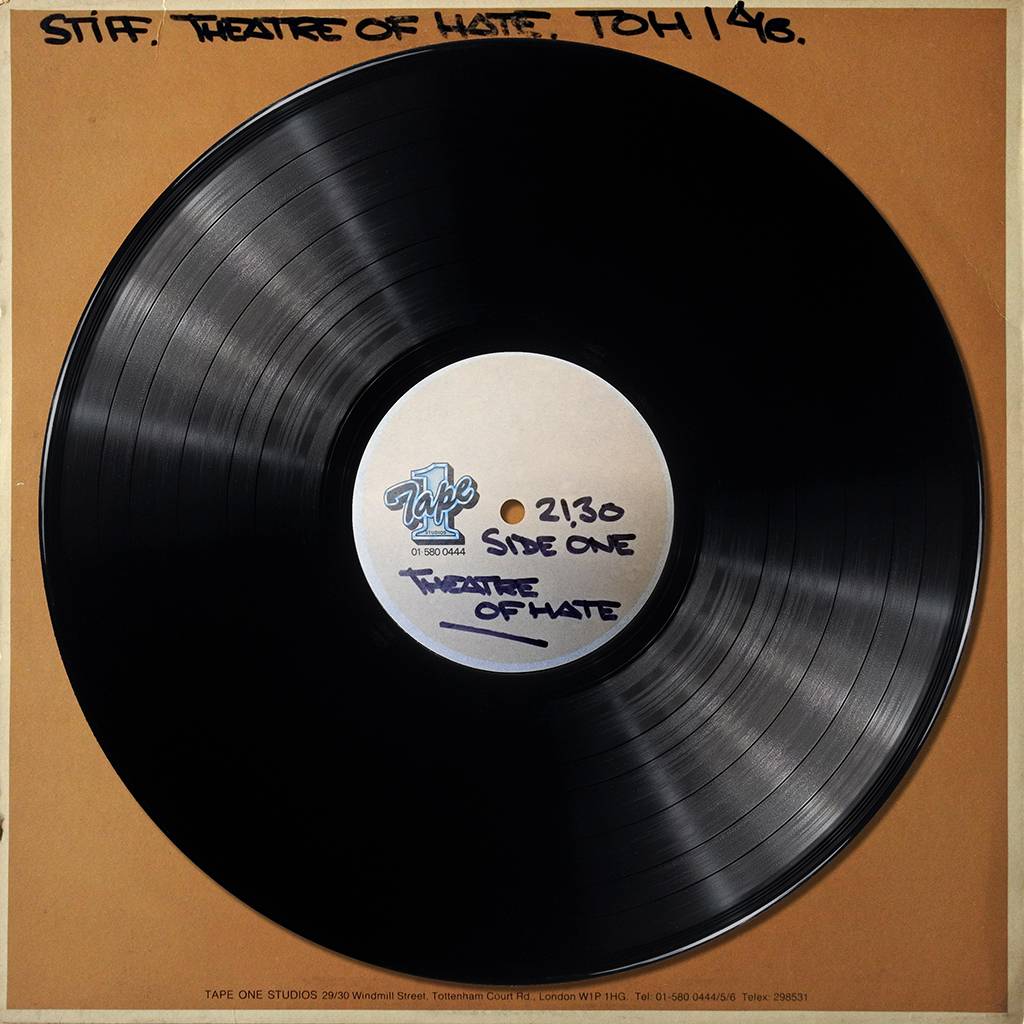 STIFF. THEATRE OF HATE. TOH 1 A/B.
Tape 1
STUDIOS
01·580 0444
21.30
SIDE ONE
THEATRE
OF HATE
TAPE ONE STUDIOS 29/30 Windmill Street, Tottenham Court Rd., London W1P 1HG. Tel: 01-580 0444/5/6 Telex: 298531